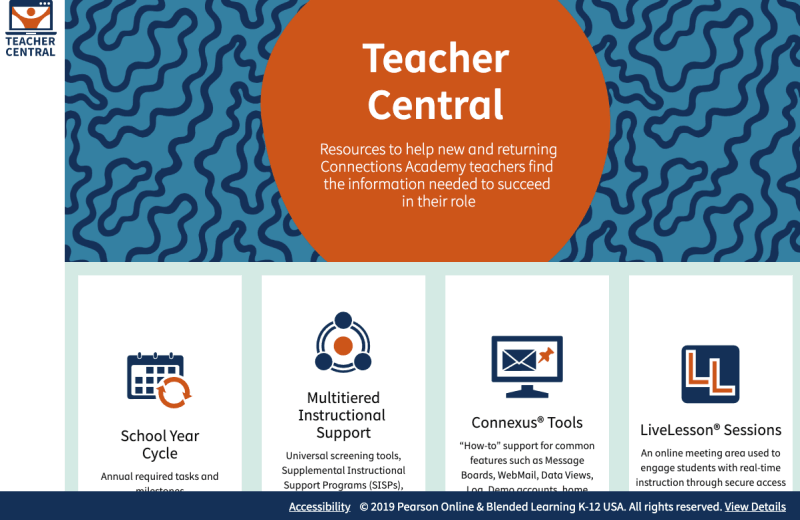 TEACHER
CENTRAL
Teacher
Central
Resources to help new and returning
Connections Academy teachers find
the information needed to succeed
in their role
School Year
Cycle
Annual required tasks and
milestones
Multitiered
Instructional
Support
Universal screening tools,
Supplemental Instructional
Support Programs (SISPs),
Connexus® Tools
“How-to” support for common
features such as Message
Boards, WebMail, Data Views,
Log, Demo accounts, home
LL
LiveLesson® Sessions
An online meeting area used to
engage students with real-time
instruction through secure access
Accessibility © 2019 Pearson Online & Blended Learning K-12 USA. All rights reserved. View Details